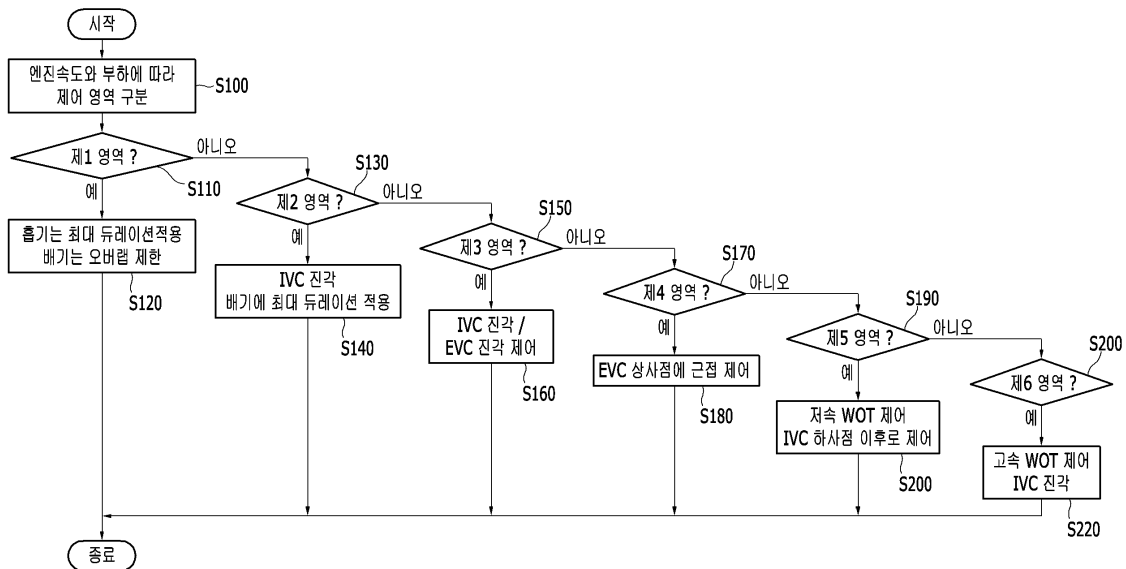 시작
엔진속도와 부하에 따라
제어 영역 구분
S100
제1 영역 ?
아니오
S110
예
흡기는 최대 듀레이션적용
배기는 오버랩 제한
S120
제2 영역 ?
S130
아니오
예
IVC 진각
배기에 최대 듀레이션 적용
S140
제3 영역 ?
S150
아니오
예
IVC 진각 /
EVC 진각 제어
S160
제4 영역 ?
S170
아니오
예
EVC 상사점에 근접 제어
S180
제5 영역 ?
S190
아니오
예
저속 WOT 제어
IVC 하사점 이후로 제어
S200
제6 영역 ?
S200
예
고속 WOT 제어
IVC 진각
S220
종료